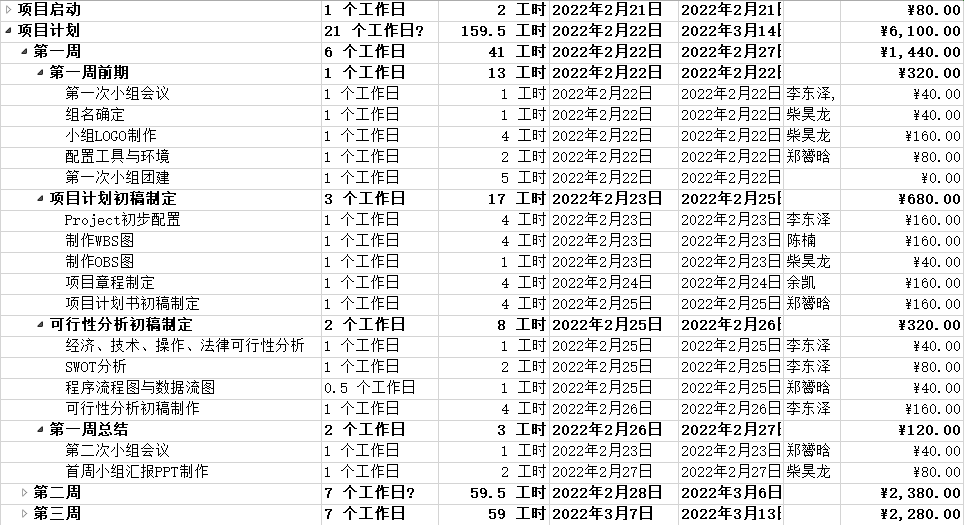 项目启动 1 个工作日 2 工时 2022年2月21日 2022年2月21日 ¥80.00
项目计划 21 个工作日? 159.5 工时 2022年2月22日 2022年3月14日 ¥6,100.00
第一周 6 个工作日 41 工时 2022年2月22日 2022年2月27日 ¥1,440.00
第一周前期 1 个工作日 13 工时 2022年2月22日 2022年2月22日 ¥320.00
第一次小组会议 1 个工作日 1 工时 2022年2月22日 2022年2月22日 李东泽, ¥40.00
组名确定 1 个工作日 1 工时 2022年2月22日 2022年2月22日 柴昊龙 ¥40.00
小组LOGO制作 1 个工作日 4 工时 2022年2月22日 2022年2月22日 柴昊龙 ¥160.00
配置工具与环境 1 个工作日 2 工时 2022年2月22日 2022年2月22日 郑赟晗 ¥80.00
第一次小组团建 1 个工作日 5 工时 2022年2月22日 2022年2月22日 ¥0.00
项目计划初稿制定 3 个工作日 17 工时 2022年2月23日 2022年2月25日 ¥680.00
Project初步配置 1 个工作日 4 工时 2022年2月23日 2022年2月23日 李东泽 ¥160.00
制作WBS图 1 个工作日 4 工时 2022年2月23日 2022年2月23日 陈楠 ¥160.00
制作OBS图 1 个工作日 1 工时 2022年2月23日 2022年2月23日 柴昊龙 ¥40.00
项目章程制定 1 个工作日 4 工时 2022年2月24日 2022年2月24日 余凯 ¥160.00
项目计划书初稿制定 1 个工作日 4 工时 2022年2月25日 2022年2月25日 郑赟晗 ¥160.00
可行性分析初稿制定 2 个工作日 8 工时 2022年2月25日 2022年2月26日 ¥320.00
经济、技术、操作、法律可行性分析 1 个工作日 1 工时 2022年2月25日 2022年2月25日 李东泽 ¥40.00
SWOT分析 1 个工作日 2 工时 2022年2月25日 2022年2月25日 李东泽 ¥80.00
程序流程图与数据流图 0.5 个工作日 1 工时 2022年2月25日 2022年2月25日 郑赟晗 ¥40.00
可行性分析初稿制作 1 个工作日 4 工时 2022年2月26日 2022年2月26日 李东泽 ¥160.00
第一周总结 2 个工作日 3 工时 2022年2月26日 2022年2月27日 ¥120.00
第二次小组会议 1 个工作日 1 工时 2022年2月23日 2022年2月23日 郑赟晗 ¥40.00
首周小组汇报PPT制作 1 个工作日 2 工时 2022年2月27日 2022年2月27日 柴昊龙 ¥80.00
第二周 7 个工作日? 59.5 工时 2022年2月28日 2022年3月6日 ¥2,380.00
第三周 7 个工作日 59 工时 2022年3月7日 2022年3月13日 ¥2,280.00